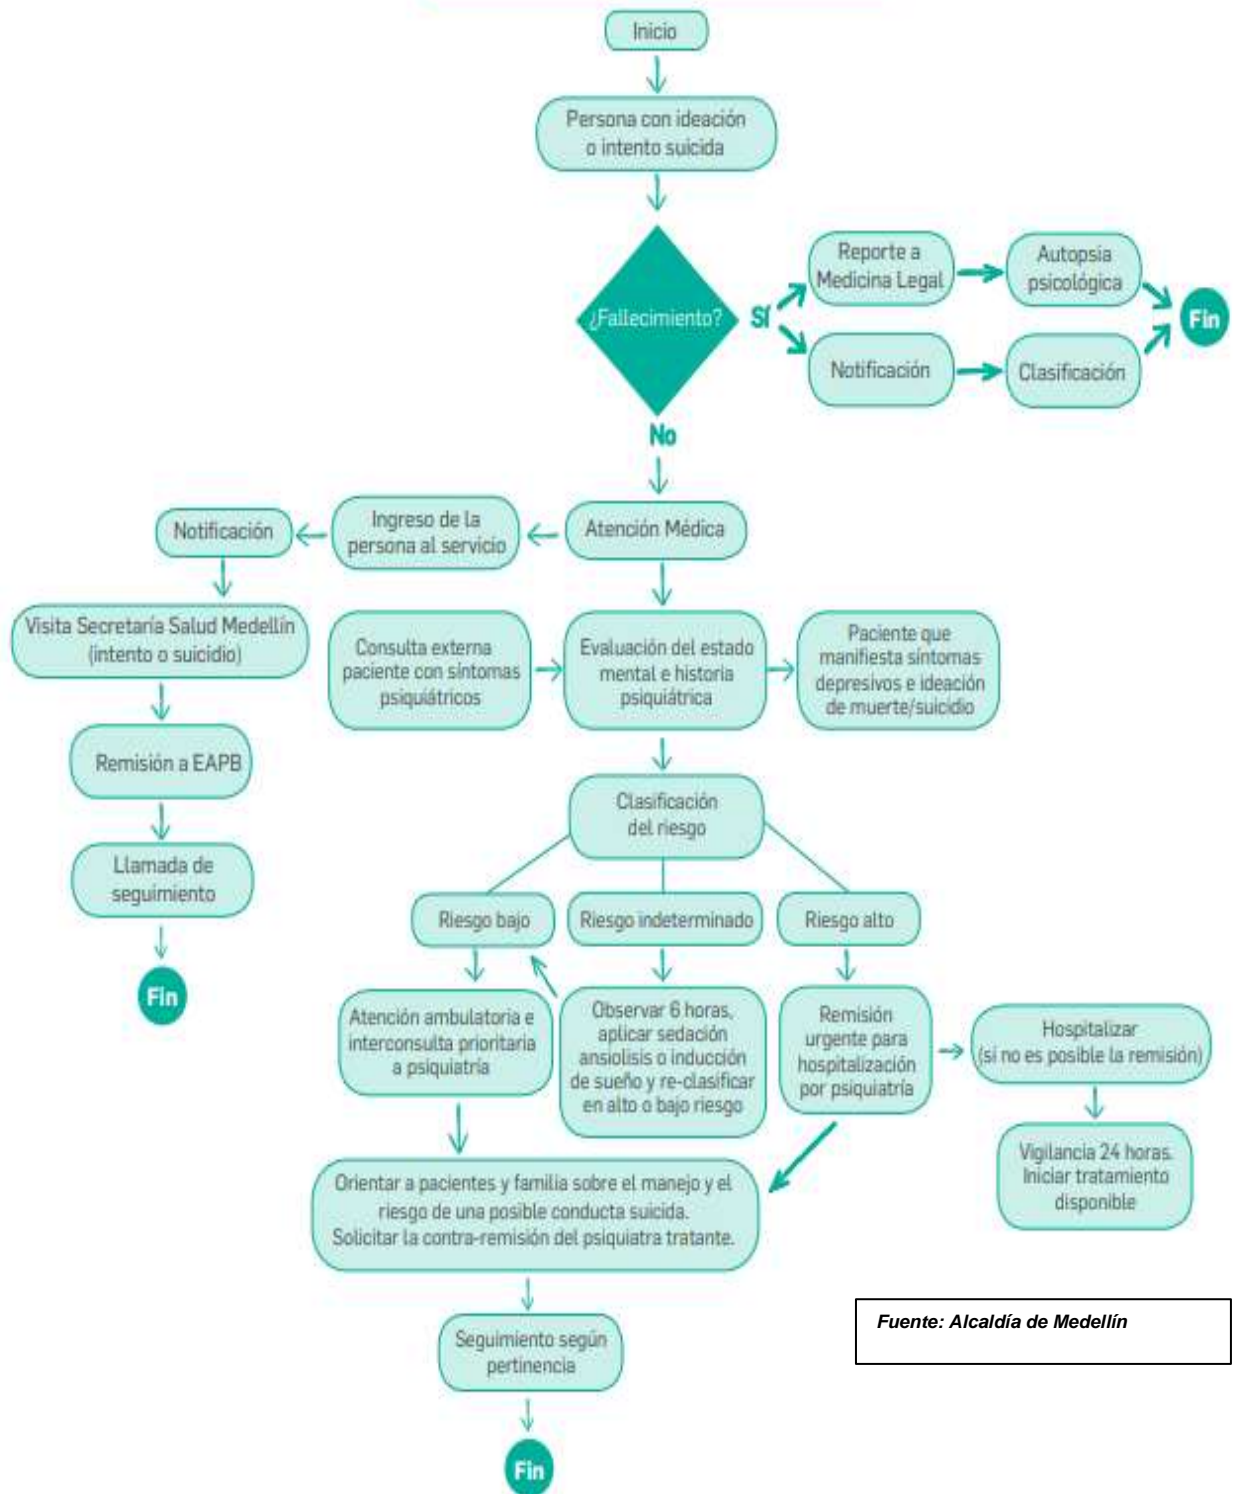 Inicio
Persona con ideación
o intento suicida
¿Fallecimiento?
Sí
Reporte a
Medicina Legal
Autopsia
psicológica
Notificación
Clasificación
Fin
No
Atención Médica
Ingreso de la
persona al servicio
Notificación
Visita Secretaría Salud Medellín
(intento o suicidio)
Remisión a EAPB
Llamada de
seguimiento
Fin
Consulta externa
paciente con síntomas
psiquiátricos
Evaluación del estado
mental e historia
psiquiátrica
Paciente que
manifiesta síntomas
depresivos e ideación
de muerte/suicidio
Clasificación
del riesgo
Riesgo bajo
Riesgo indeterminado
Riesgo alto
Atención ambulatoria e
interconsulta prioritaria
a psiquiatría
Observar 6 horas,
aplicar sedación
ansiolisis o inducción
de sueño y re-clasificar
en alto o bajo riesgo
Remisión
urgente para
hospitalización
por psiquiatría
Hospitalizar
(si no es posible la remisión)
Vigilancia 24 horas.
Iniciar tratamiento
disponible
Orientar a pacientes y familia sobre el manejo y el
riesgo de una posible conducta suicida.
Solicitar la contra-remisión del psiquiatra tratante.
Seguimiento según
pertinencia
Fin
Fuente: Alcaldía de Medellín